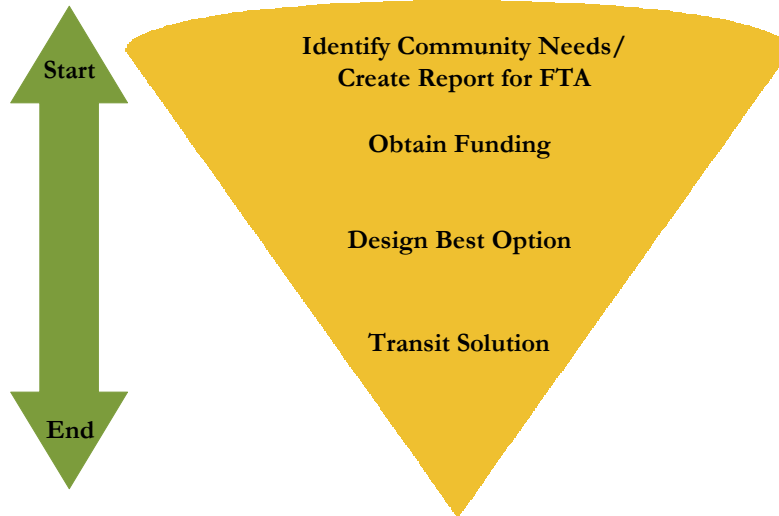 Start
Identify Community Needs/
Create Report for FTA
Obtain Funding
Design Best Option
Transit Solution
End